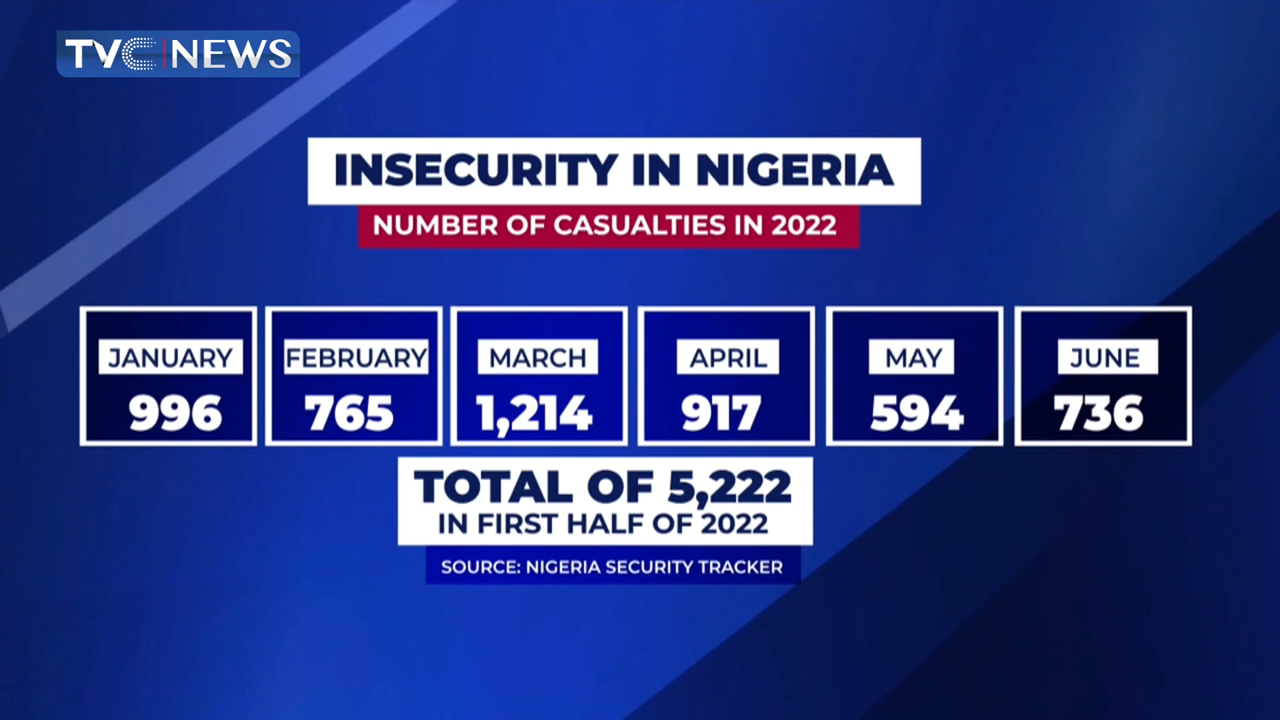 TVC NEWS
INSECURITY IN NIGERIA
NUMBER OF CASUALTIES IN 2022
JANUARY
996
FEBRUARY
765
MARCH
1,214
APRIL
917
MAY
594
JUNE
736
TOTAL OF 5,222
IN FIRST HALF OF 2022
SOURCE: NIGERIA SECURITY TRACKER